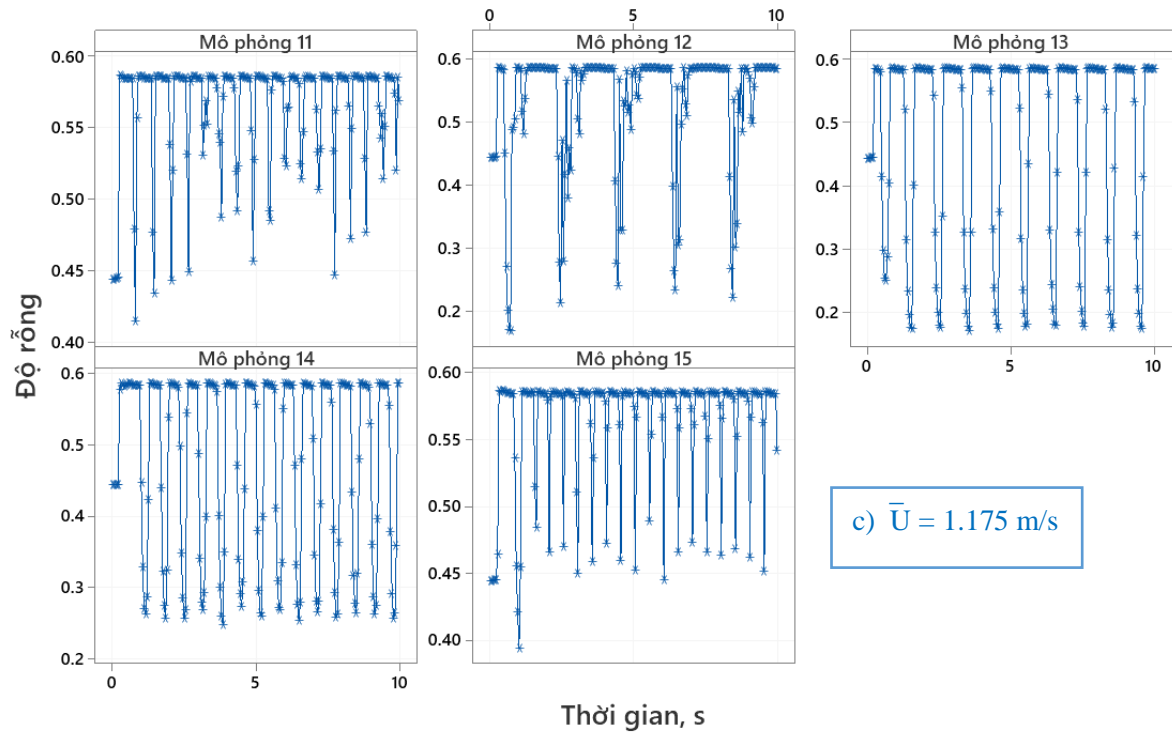 0 5 10
Mô phỏng 11 Mô phỏng 12 Mô phỏng 13
0.60 0.6 0.6
0.55 0.5 0.5
0.50 0.4 0.4
0.45 0.3 0.3
0.40 0.2 0.2
0 5 10
Độ rỗng
Mô phỏng 14 Mô phỏng 15
0.6 0.60
0.5 0.55
0.4 0.50
0.3 0.45
0.2 0.40
0 5 10
c) U̅ = 1.175 m/s
Thời gian, s